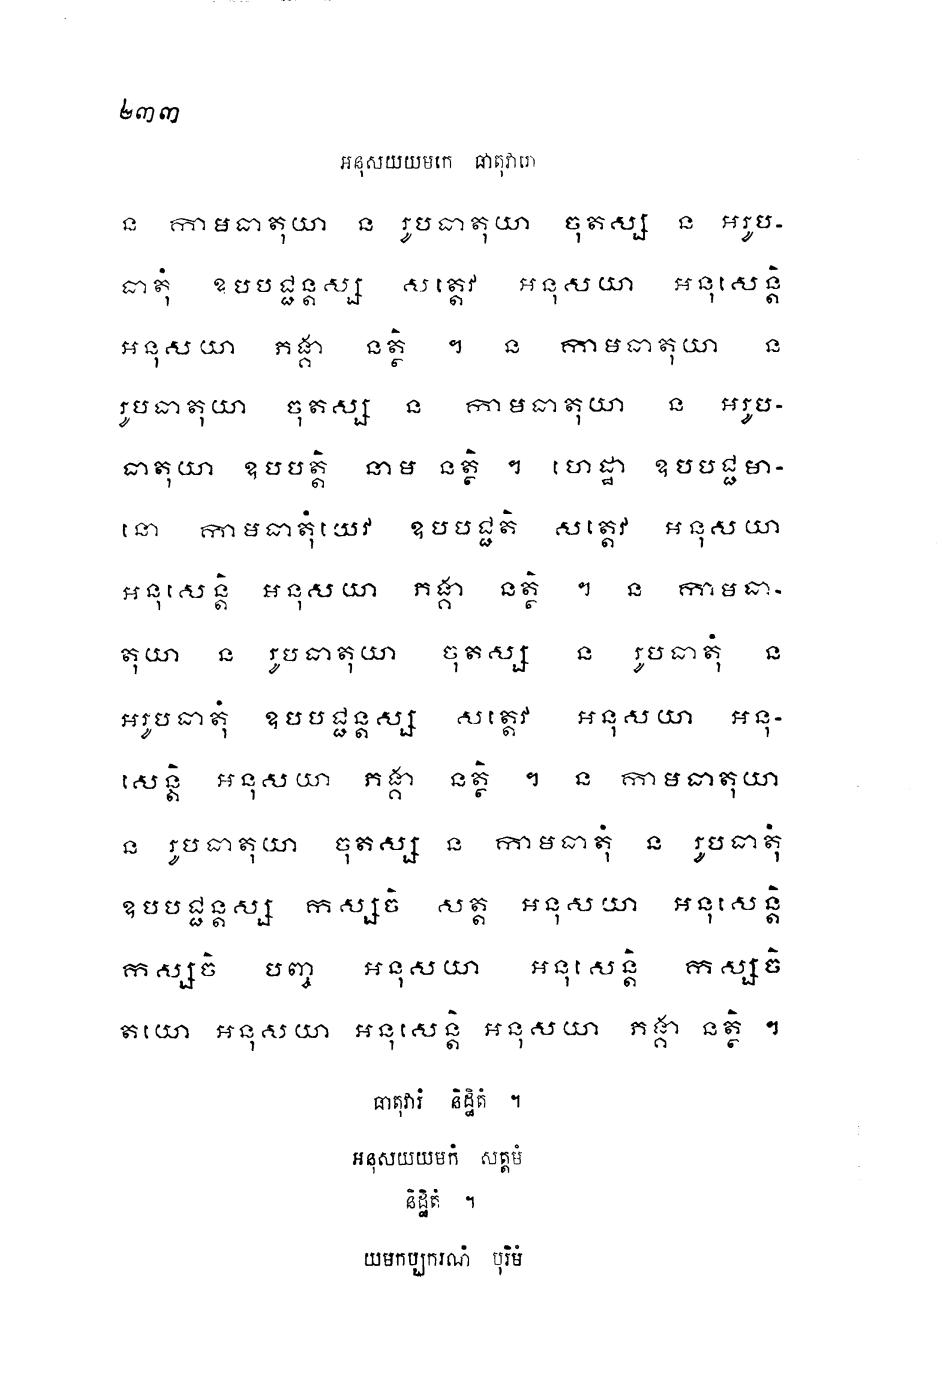 ២៣៣
អនុសយយមកេ ធាតុវារោ
ន កាមធាតុយា ន រូបធាតុយា ចុតស្ស ន អរូប-
ធាតុំ ឧបបជ្ជន្តស្ស សត្តេវ អនុសយា អនុសេន្តិ
អនុសយា ភង្គា នត្ថិ ។ ន កាមធាតុយា ន
រូបធាតុយា ចុតស្ស ន កាមធាតុយា ន អរូប-
ធាតុយា ឧបបត្តិ នាម នត្ថិ ។ ហេដ្ឋា ឧបបជ្ជមា-
នោ កាមធាតុំយេវ ឧបបជ្ជតិ សត្តេវ អនុសយា
អនុសេន្តិ អនុសយា ភង្គា នត្ថិ ។ ន កាមធា-
តុយា ន រូបធាតុយា ចុតស្ស ន រូបធាតុំ ន
អរូបធាតុំ ឧបបជ្ជន្តស្ស សត្តេវ អនុសយា អនុ-
សេន្តិ អនុសយា ភង្គា នត្ថិ ។ ន កាមធាតុយា
ន រូបធាតុយា ចុតស្ស ន កាមធាតុំ ន រូបធាតុំ
ឧបបជ្ជន្តស្ស កស្សចិ សត្ត អនុសយា អនុសេន្តិ
កស្សចិ បញ្ច អនុសយា អនុសេន្តិ កស្សចិ
តយោ អនុសយា អនុសេន្តិ អនុសយា ភង្គា នត្ថិ ។
ធាតុវារំ និដ្ឋិតំ ។
អនុសយយមកំ សត្តមំ
និដ្ឋិតំ ។
យមកប្បករណំ បុរិមំ